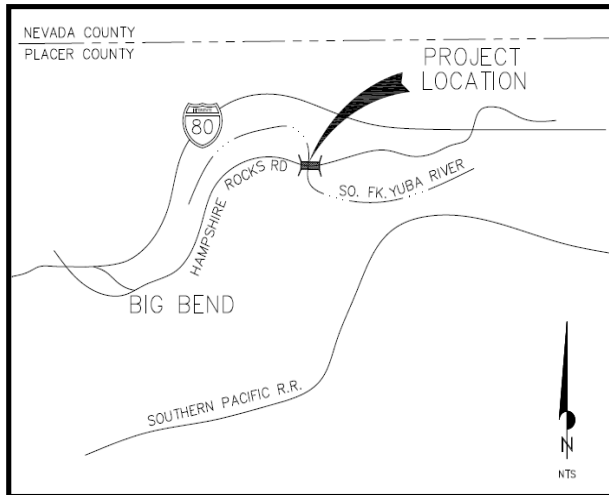 NEVADA COUNTY
PLACER COUNTY
PROJECT
LOCATION
80
HAMPSHIRE ROCKS RD
SO. FK. YUBA RIVER
BIG BEND
SOUTHERN PACIFIC R.R.
N
NTS